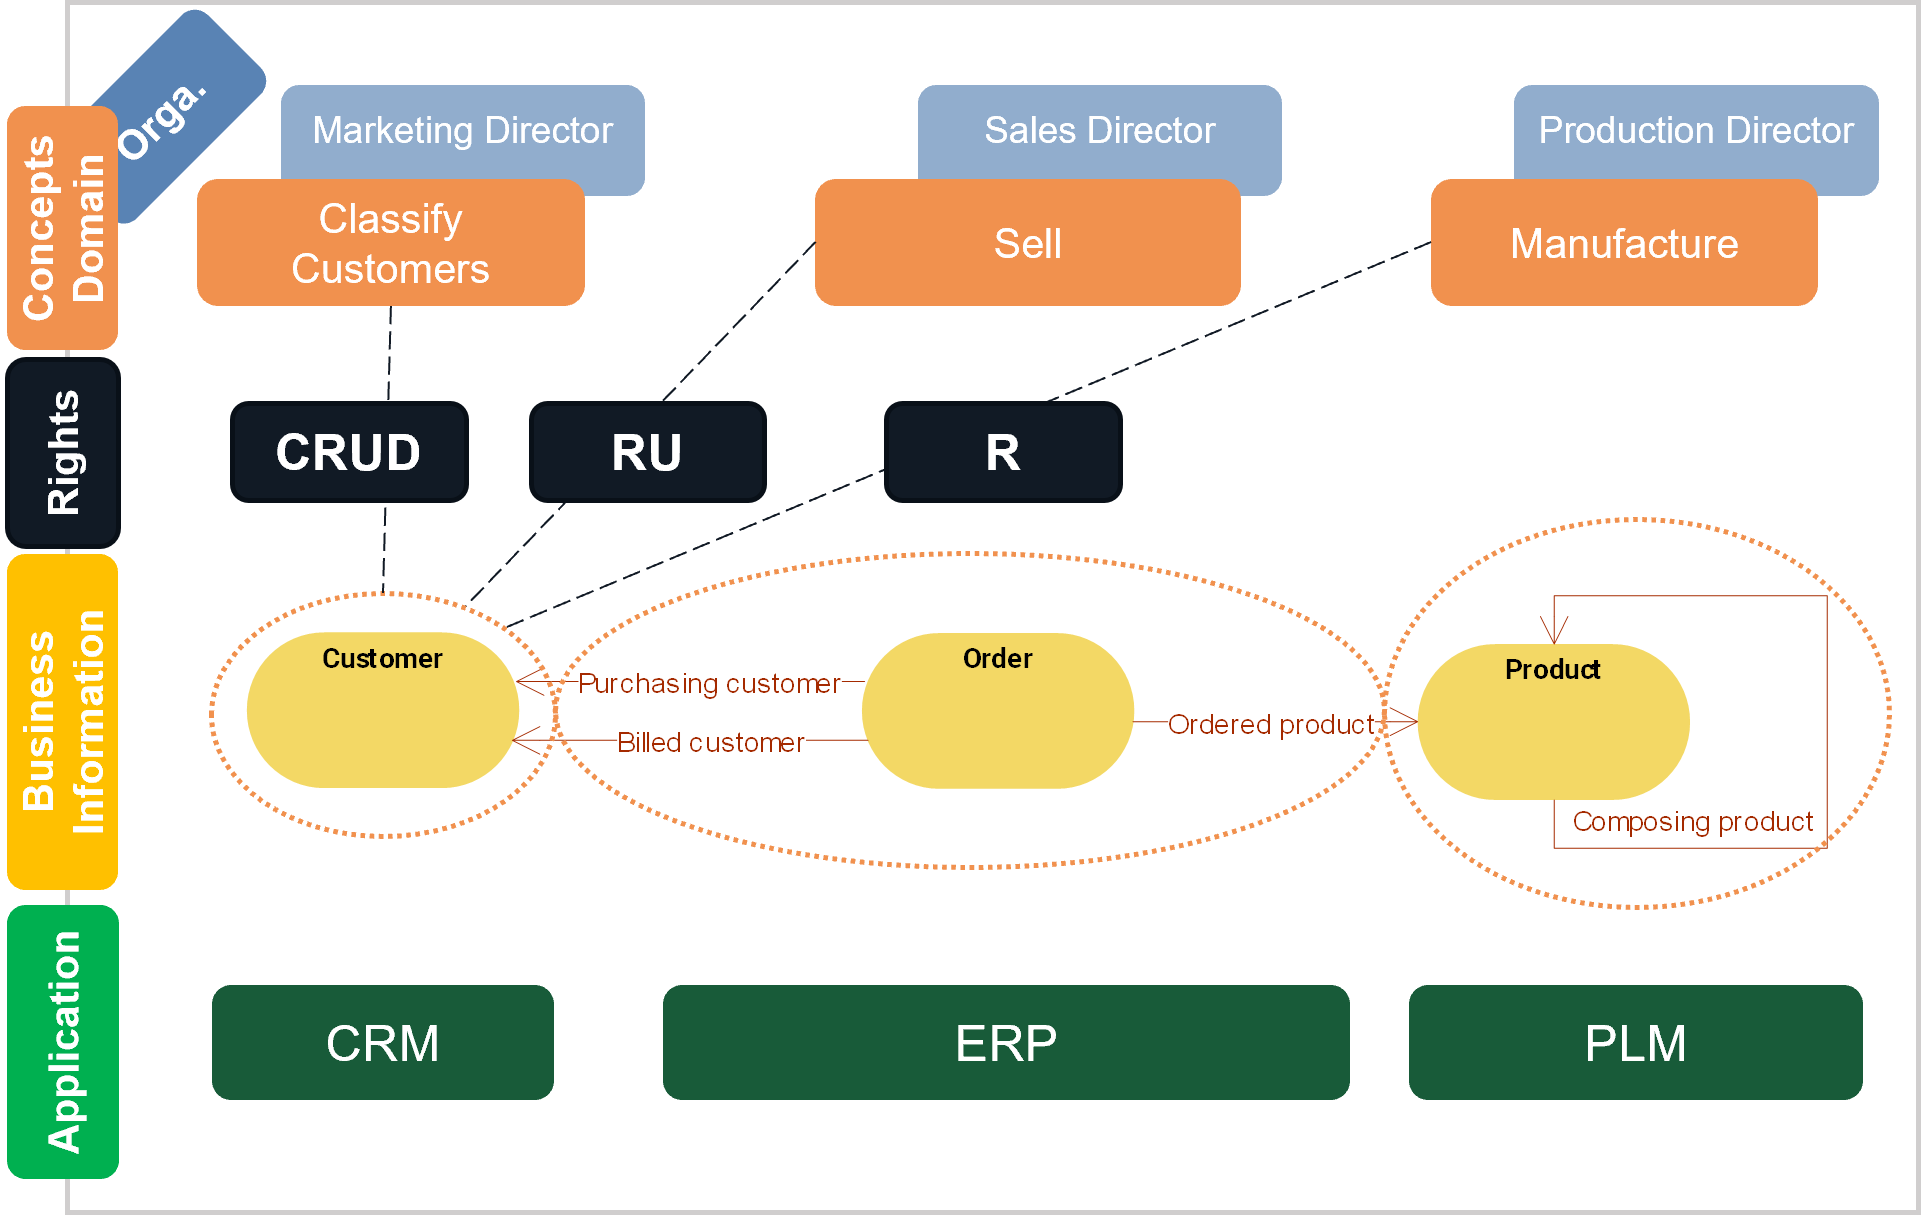 Orga.
Concepts
Domain
Marketing Director
Sales Director
Production Director
Classify
Customers
Sell
Manufacture
Rights
CRUD
RU
R
Business
Information
Customer
Order
Product
Purchasing customer
Ordered product
Billed customer
Composing product
Application
CRM
ERP
PLM